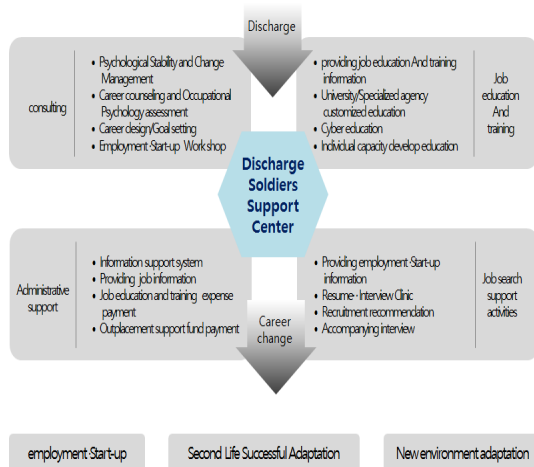 Discharge
consulting
• Psychological Stability and Change
Management
• Career counseling and Occupational
Psychology assessment
• Career design/Goal setting
• Employment·Start-up Work shop
• providing job education And training
information
• University/Specialized agency
customized education
• Cyber education
• Individual capacity develop education
Job
education
And
training
Discharge
Soldiers
Support
Center
Administrative
support
• Information support system
• Providing job information
• Job education and training expense
payment
• Outplacement support fund payment
• Providing employment·Start-up
information
• Resume · Interview Clinic
• Recruitment recommendation
• Accompanying interview
Job search
support
activities
Career
change
employment·Start-up
Second Life Successful Adaptation
New environment adaptation